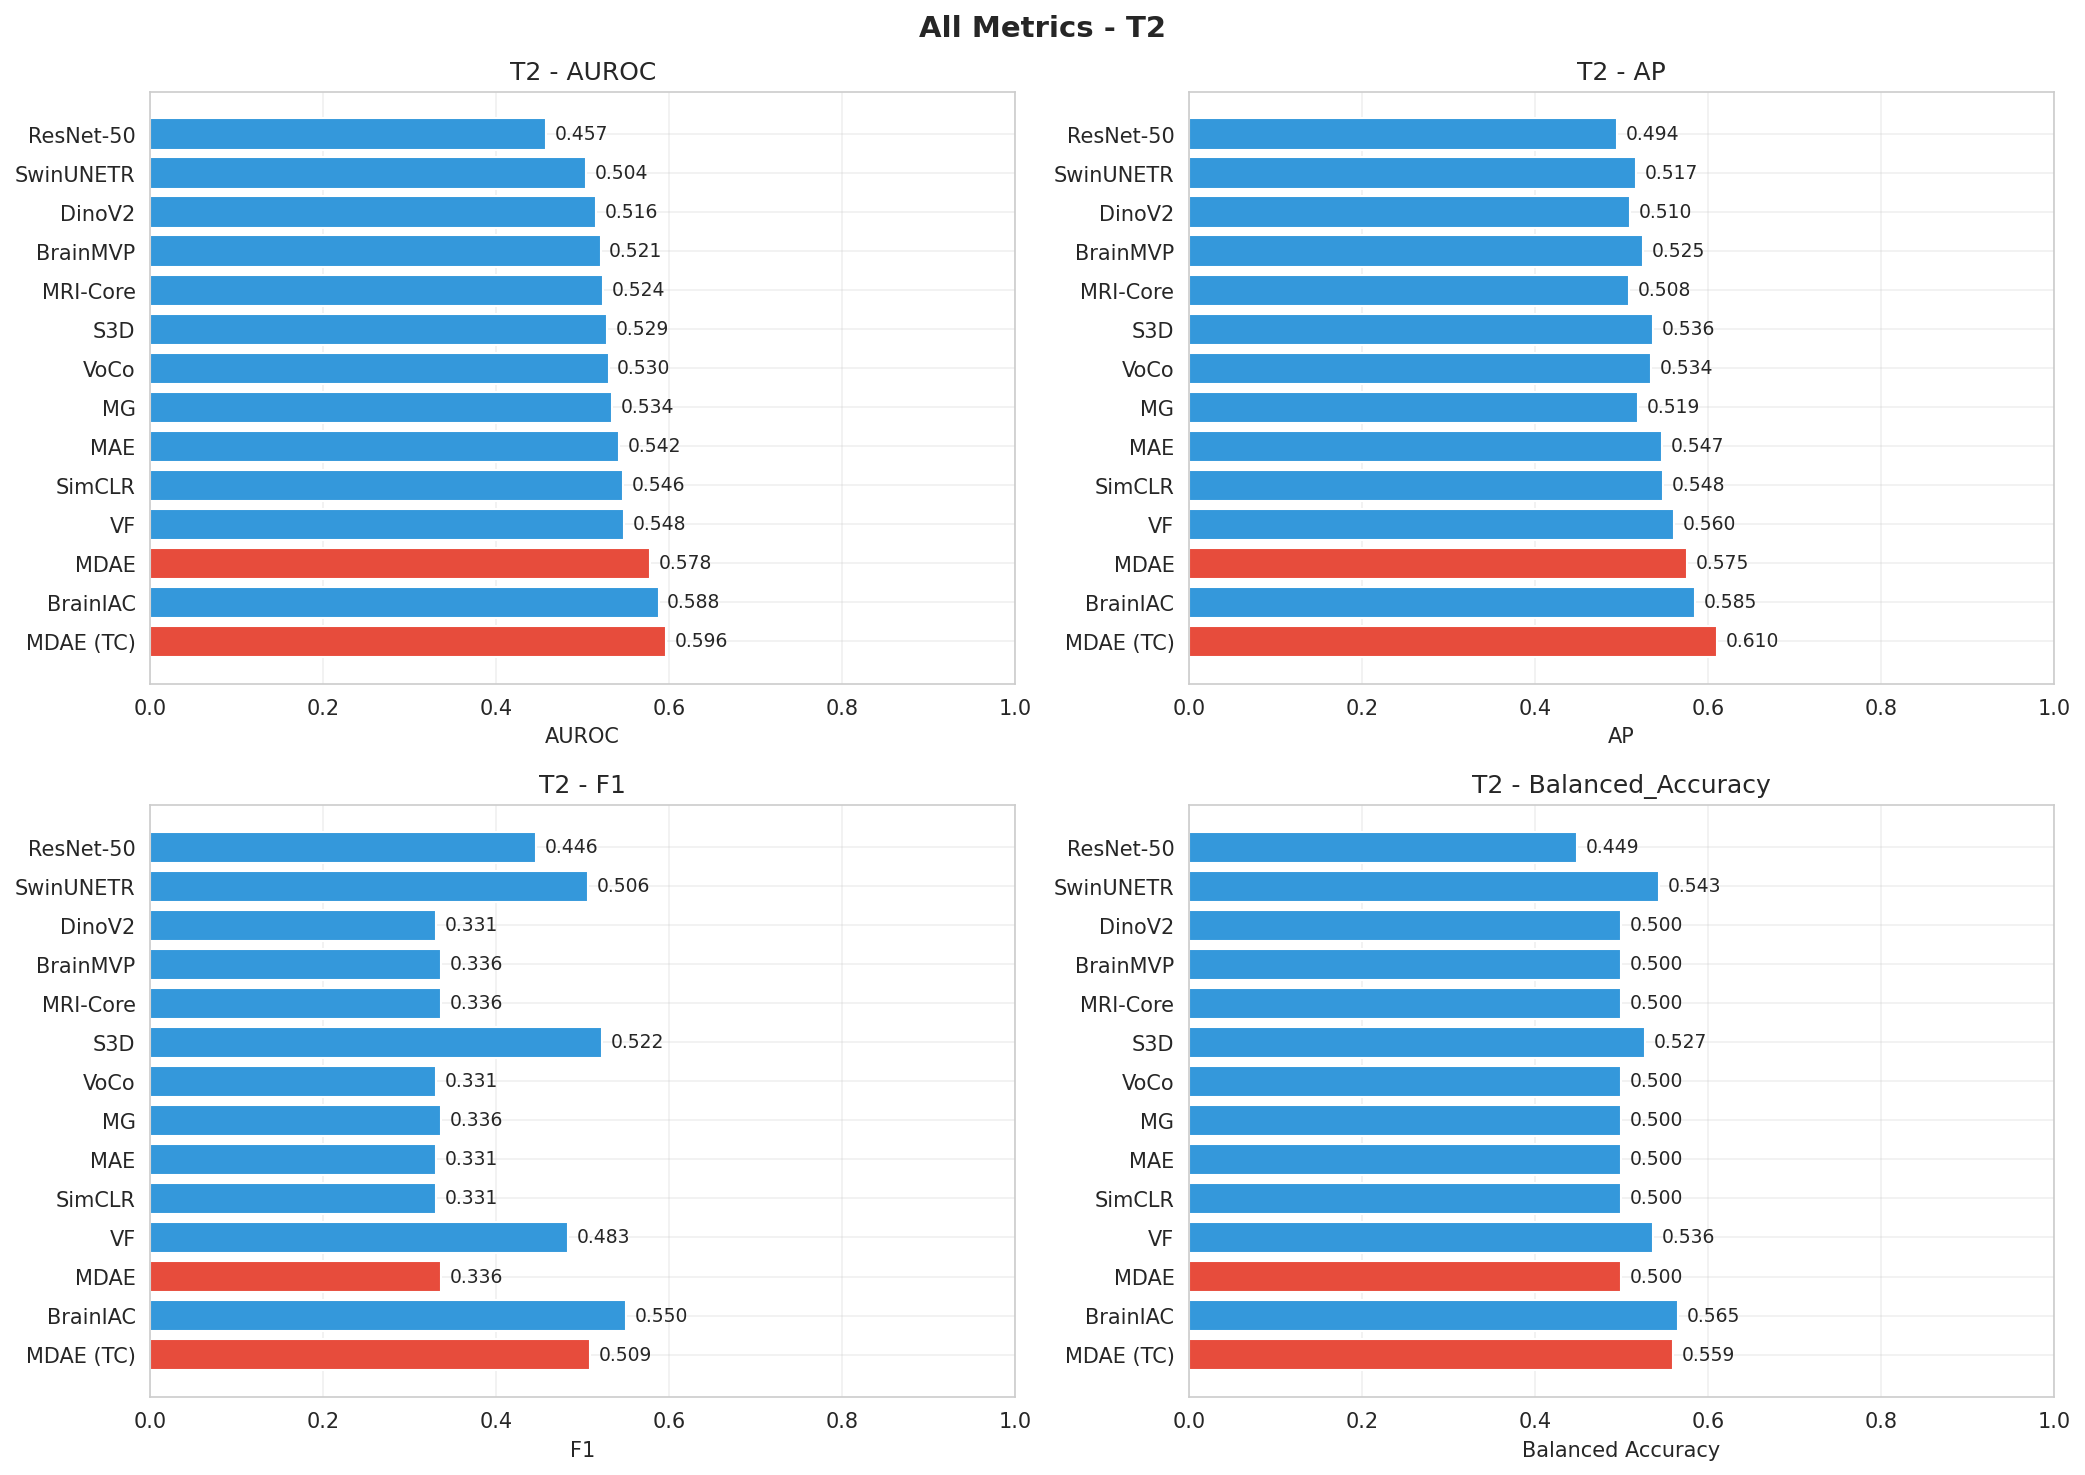 All Metrics - T2
T2 - AUROC
ResNet-50 0.457
SwinUNETR 0.504
DinoV2 0.516
BrainMVP 0.521
MRI-Core 0.524
S3D 0.529
VoCo 0.530
MG 0.534
MAE 0.542
SimCLR 0.546
VF 0.548
MDAE 0.578
BrainIAC 0.588
MDAE (TC) 0.596
0.0 0.2 0.4 0.6 0.8 1.0
AUROC
T2 - AP
ResNet-50 0.494
SwinUNETR 0.517
DinoV2 0.510
BrainMVP 0.525
MRI-Core 0.508
S3D 0.536
VoCo 0.534
MG 0.519
MAE 0.547
SimCLR 0.548
VF 0.560
MDAE 0.575
BrainIAC 0.585
MDAE (TC) 0.610
0.0 0.2 0.4 0.6 0.8 1.0
AP
T2 - F1
ResNet-50 0.446
SwinUNETR 0.506
DinoV2 0.331
BrainMVP 0.336
MRI-Core 0.336
S3D 0.522
VoCo 0.331
MG 0.336
MAE 0.331
SimCLR 0.331
VF 0.483
MDAE 0.336
BrainIAC 0.550
MDAE (TC) 0.509
0.0 0.2 0.4 0.6 0.8 1.0
F1
T2 - Balanced_Accuracy
ResNet-50 0.449
SwinUNETR 0.543
DinoV2 0.500
BrainMVP 0.500
MRI-Core 0.500
S3D 0.527
VoCo 0.500
MG 0.500
MAE 0.500
SimCLR 0.500
VF 0.536
MDAE 0.500
BrainIAC 0.565
MDAE (TC) 0.559
0.0 0.2 0.4 0.6 0.8 1.0
Balanced Accuracy